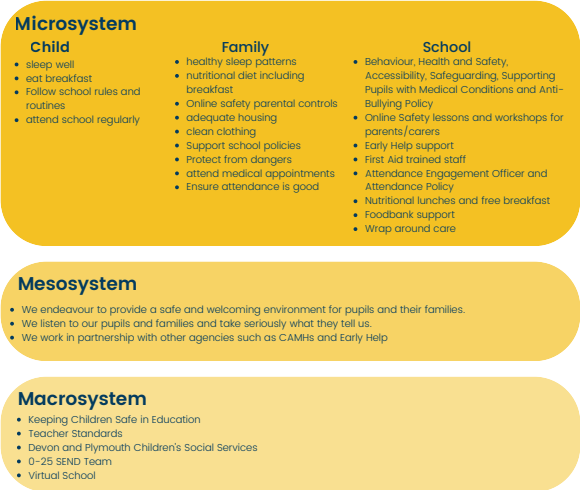 Microsystem
Child
sleep well
eat breakfast
Follow school rules and
routines
attend school regularly
Family
healthy sleep patterns
nutritional diet including
breakfast
Online safety parental controls
adequate housing
clean clothing
Support school policies
Protect from dangers
attend medical appointments
Ensure attendance is good
School
Behaviour, Health and Safety,
Accessibility, Safeguarding, Supporting
Pupils with Medical Conditions and Anti-
Bullying Policy
Online Safety lessons and workshops for
parents/carers
Early Help support
First Aid trained staff
Attendance Engagement Officer and
Attendance Policy
Nutritional lunches and free breakfast
Foodbank support
Wrap around care
Mesosystem
We endeavour to provide a safe and welcoming environment for pupils and their families.
We listen to our pupils and families and take seriously what they tell us.
We work in partnership with other agencies such as CAMHs and Early Help
Macrosystem
Keeping Children Safe in Education
Teacher Standards
Devon and Plymouth Children's Social Services
0-25 SEND Team
Virtual School